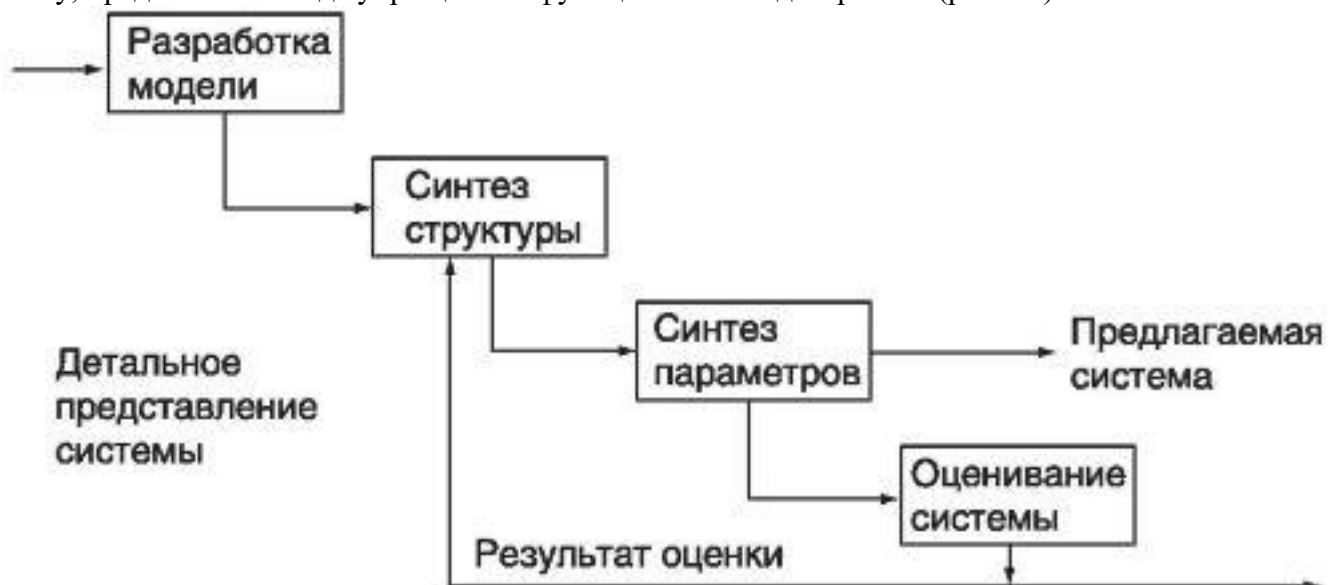 Разработка
модели
Синтез
структуры
Синтез
параметров
Предлагаемая
система
Детальное
представление
системы
Оценивание
системы
Результат оценки